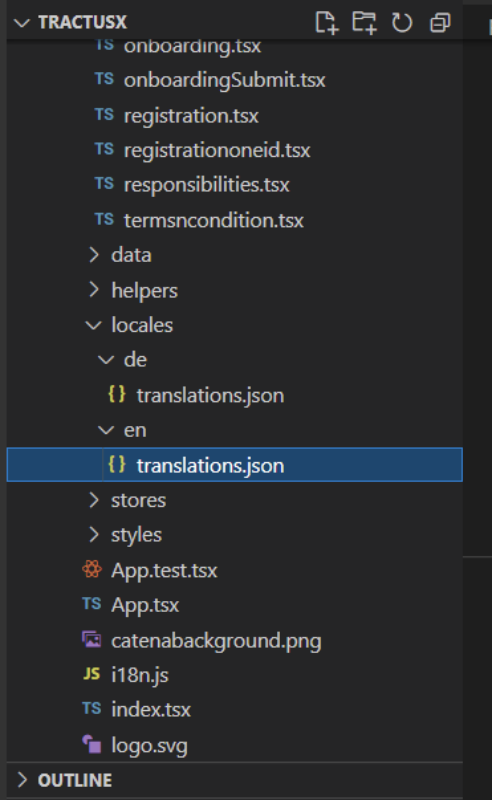 TRACTUSX
TS onboarding.tsx
TS onboardingSubmit.tsx
TS registration.tsx
TS registrationoneid.tsx
TS responsibilities.tsx
TS termsncondition.tsx
data
helpers
locales
de
{} translations.json
en
{} translations.json
stores
styles
App.test.tsx
TS App.tsx
catenabackground.png
JS i18n.js
TS index.tsx
logo.svg
OUTLINE